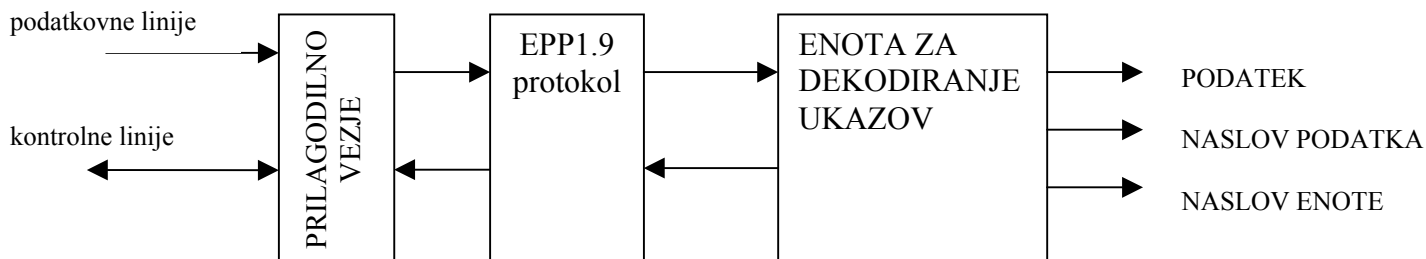 podatkovne linije
kontrolne linije
PRILAGODILNO
VEZJE
EPP1.9
protokol
ENOTA ZA
DEKODIRANJE
UKAZOV
PODATEK
NASLOV PODATKA
NASLOV ENOTE